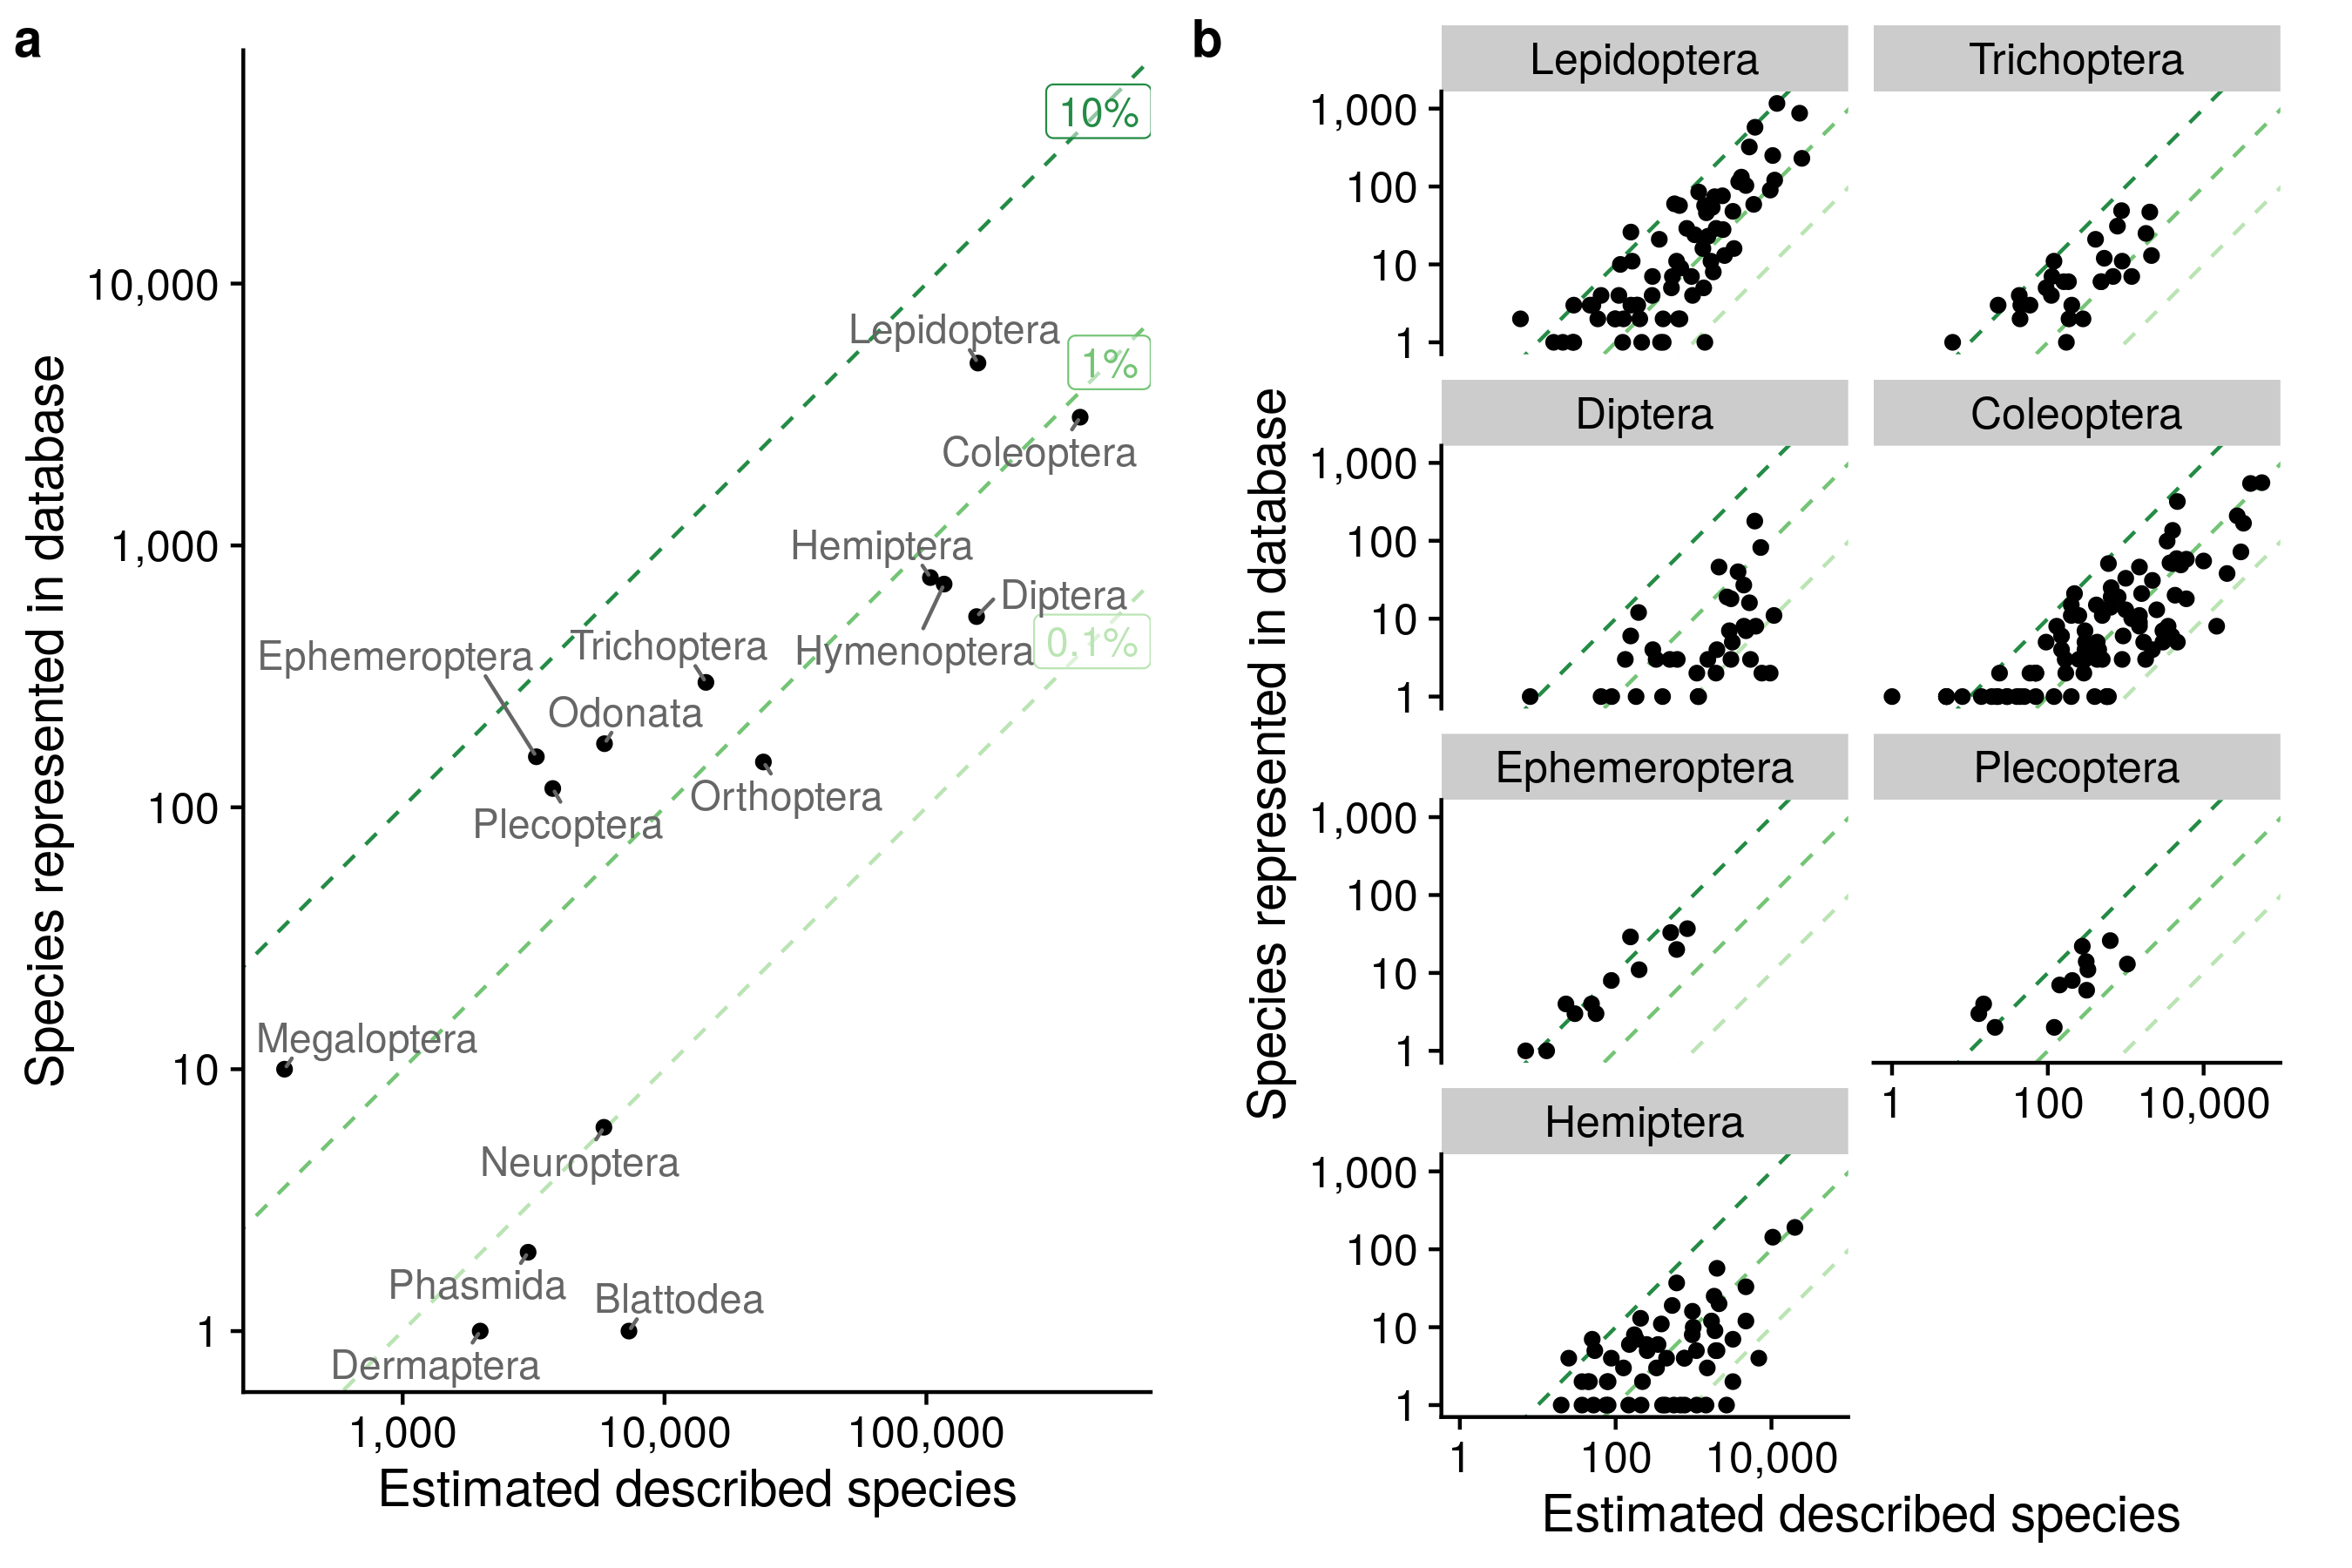 a
Species represented in database
10,000
1,000
100
10
1
10%
1%
0.1%
Lepidoptera
Coleoptera
Hemiptera
Diptera
Hymenoptera
Trichoptera
Ephemeroptera
Odonata
Orthoptera
Plecoptera
Megaloptera
Neuroptera
Phasmida
Blattodea
Dermaptera
1,000 10,000 100,000
Estimated described species
b
Species represented in database
Lepidoptera Trichoptera
1,000
100
10
1
Diptera Coleoptera
1,000
100
10
1
Ephemeroptera Plecoptera
1,000
100
10
1
1 100 10,000
Hemiptera
1,000
100
10
1
1 100 10,000
Estimated described species